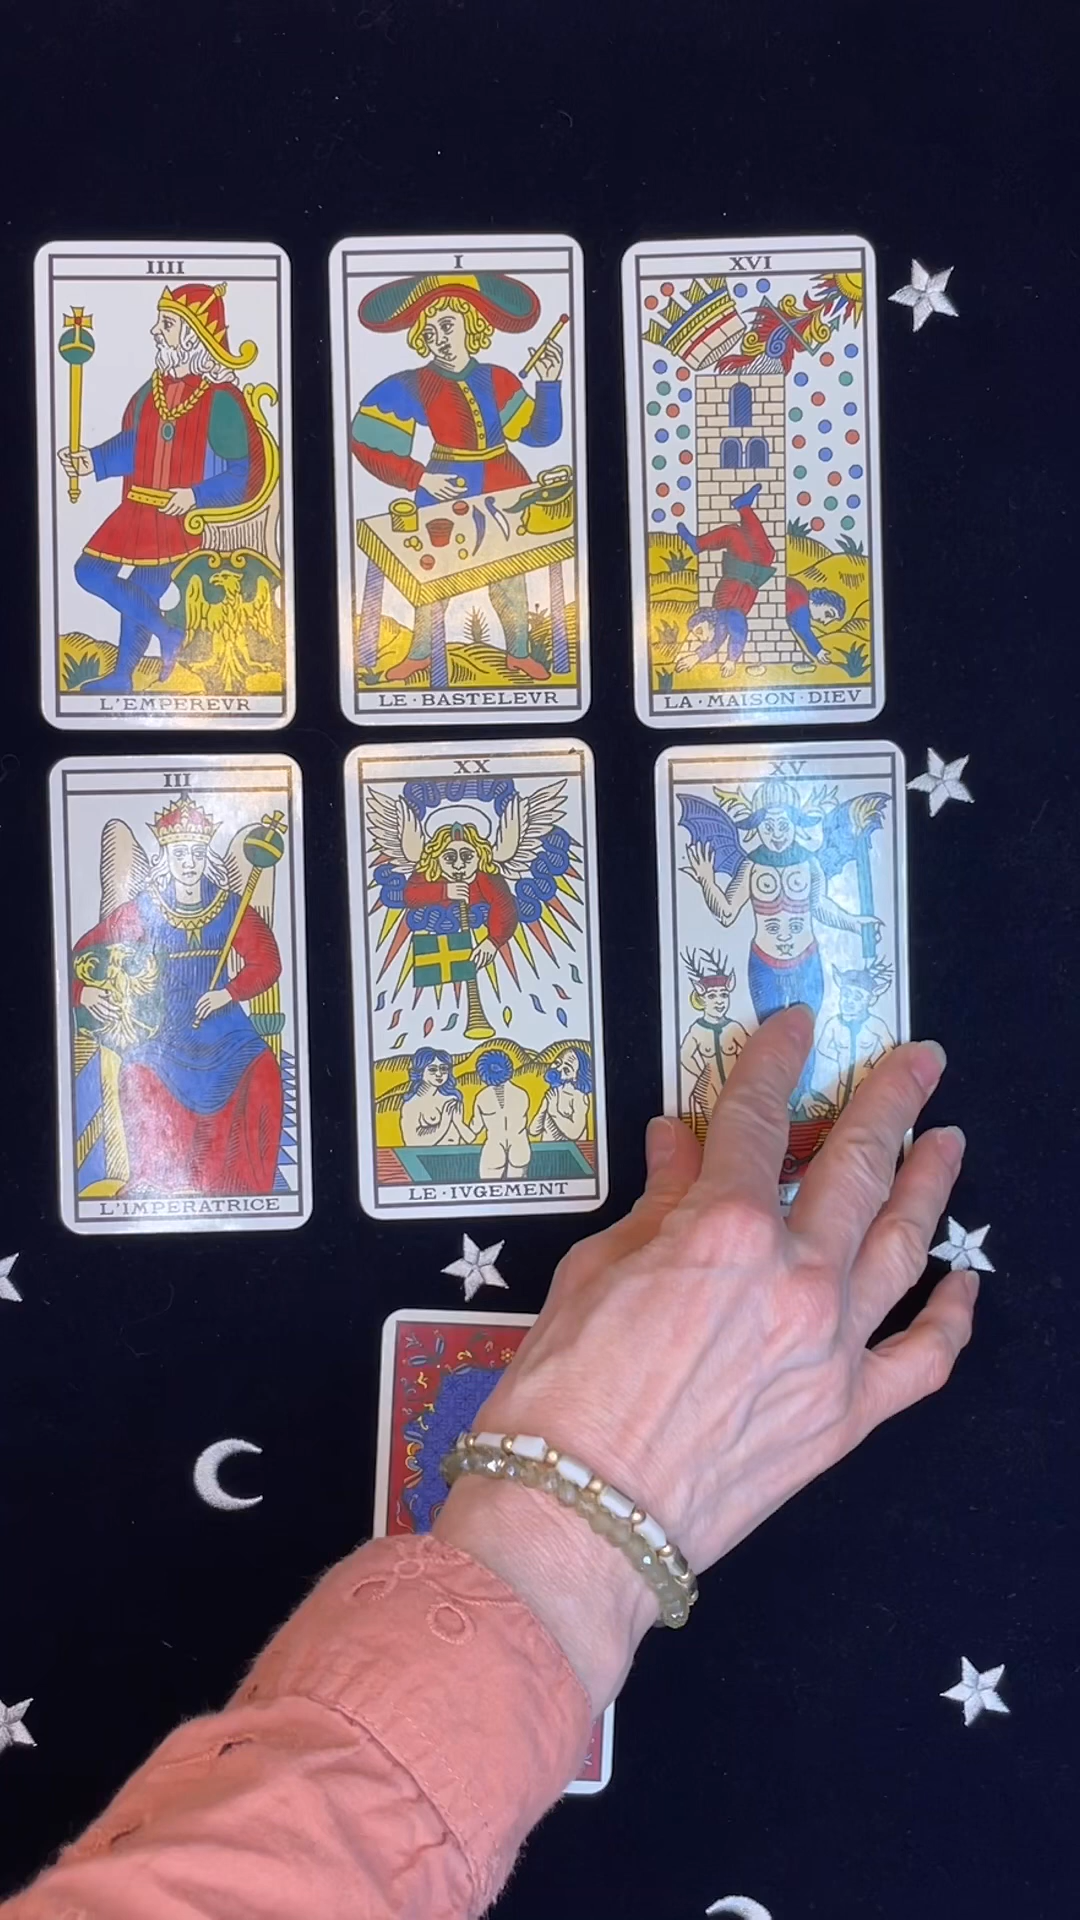 IIII
I
XVI
L'EMPEREVR
LE·BASTELEVR
LA·MAISON·DIEV
III
XX
XV
L'IMPERATRICE
LE·IVGEMENT